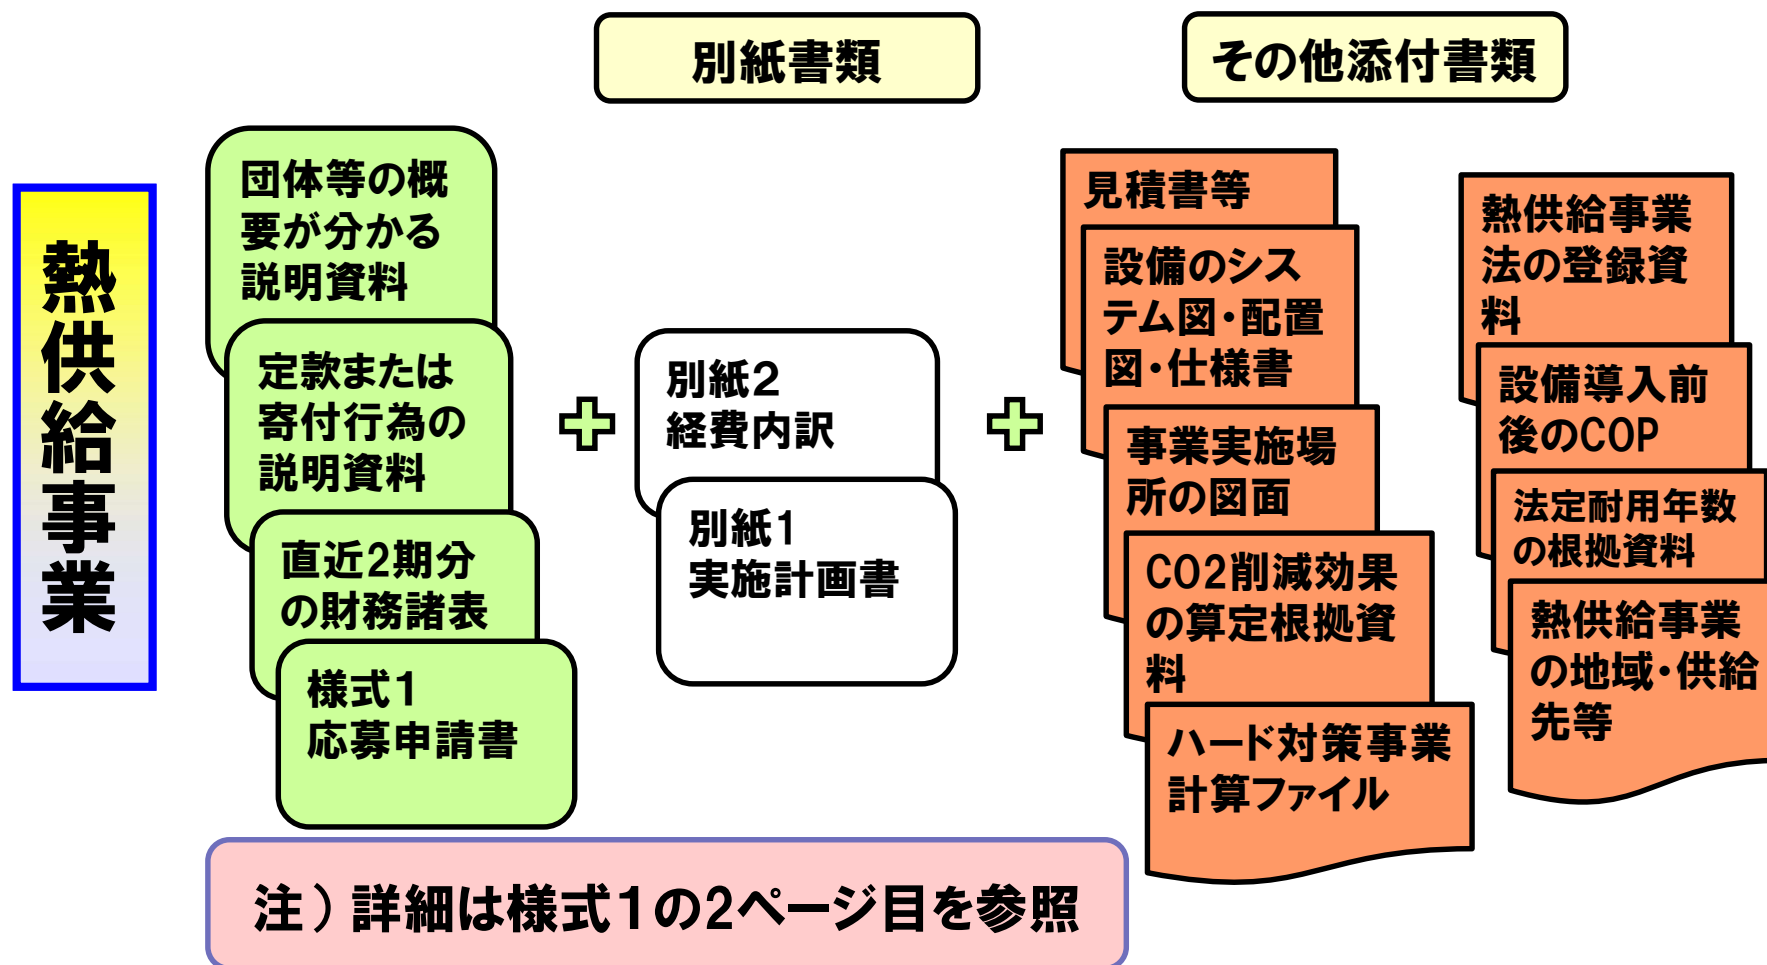 別紙書類
その他添付書類
熱供給事業
団体等の概
要が分かる
説明資料
定款または
寄付行為の
説明資料
直近2期分
の財務諸表
様式1
応募申請書
別紙2
経費内訳
別紙1
実施計画書
見積書等
設備のシス
テム図・配置
図・仕様書
事業実施場
所の図面
CO2削減効果
の算定根拠資
料
ハード対策事業
計算ファイル
熱供給事業
法の登録資
料
設備導入前
後のCOP
法定耐用年数
の根拠資料
熱供給事業
の地域・供給
先等
注）詳細は様式1の2ページ目を参照